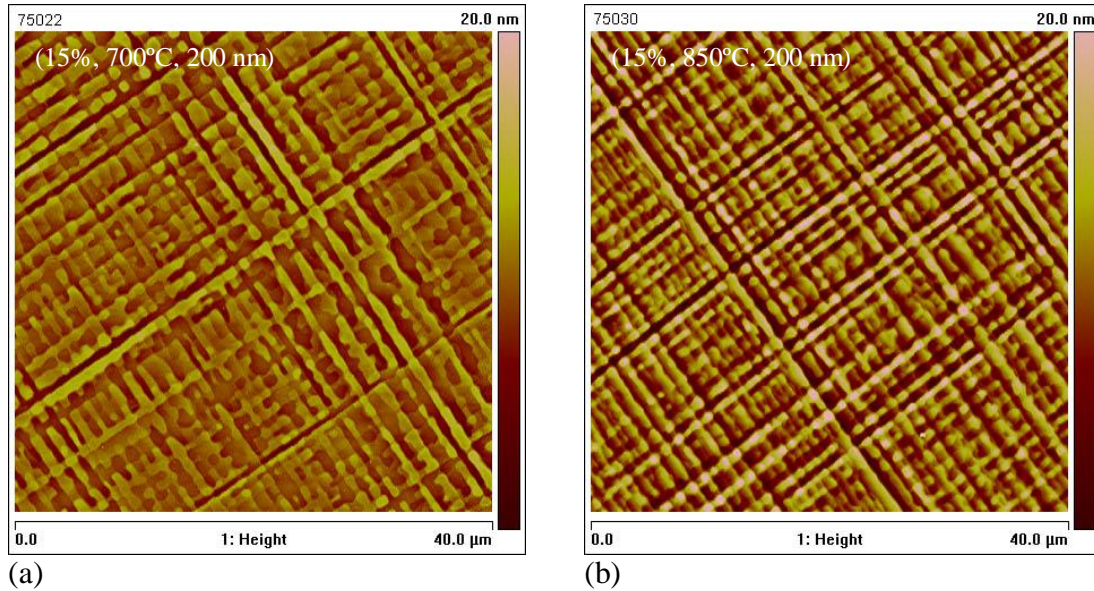 75022 20.0 nm
(15%, 700ºC, 200 nm)
0.0 1: Height 40.0 µm
(a)
75030 20.0 nm
(15%, 850ºC, 200 nm)
0.0 1: Height 40.0 µm
(b)